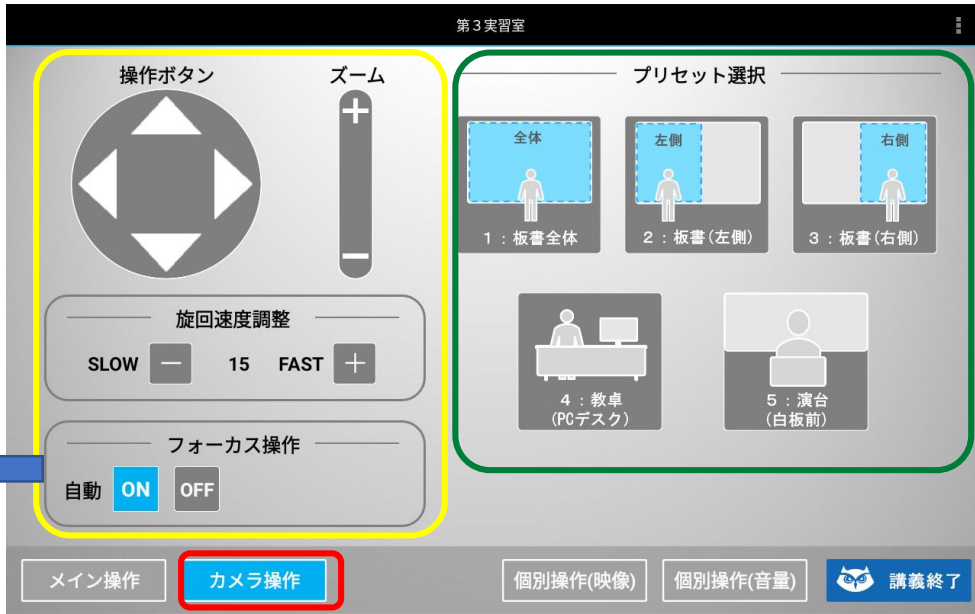 第3実習室
操作ボタン
ズーム
旋回速度調整
SLOW － 15 FAST ＋
フォーカス操作
自動 ON OFF
プリセット選択
全体
1：板書全体
左側
2：板書(左側)
右側
3：板書(右側)
4：教卓
(PCデスク)
5：演台
(白板前)
メイン操作
カメラ操作
個別操作(映像)
個別操作(音量)
講義終了